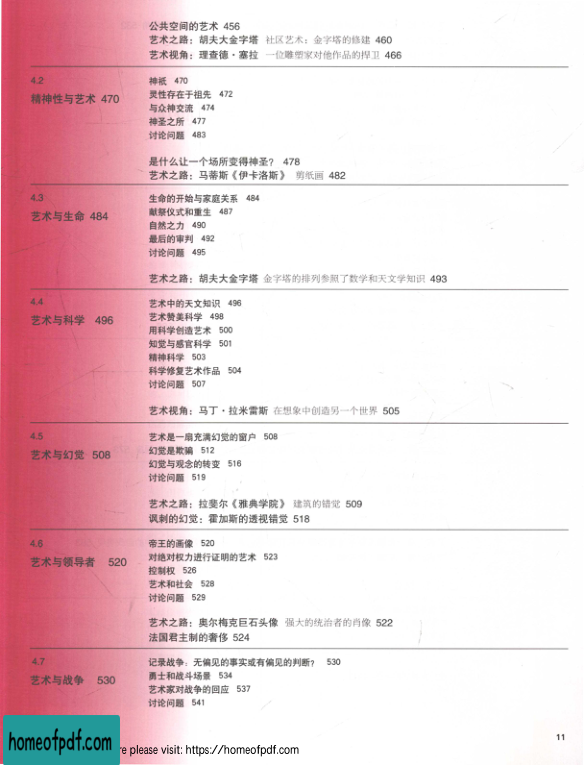 公共空间的艺术 456
艺术之路：胡夫大金字塔 社区艺术：金字塔的修建 460
艺术视角：理查德·塞拉 一位雕塑家对他作品的捍卫 466
4.2
精神性与艺术 470
神祇 470
灵性存在于祖先 472
与众神交流 474
神圣之所 477
讨论问题 483
是什么让一个场所变得神圣？ 478
艺术之路：马蒂斯《伊卡洛斯》 剪纸画 482
4.3
艺术与生命 484
生命的开始与家庭关系 484
献祭仪式和重生 487
自然之力 490
最后的审判 492
讨论问题 495
艺术之路：胡夫大金字塔 金字塔的排列参照了数学和天文学知识 493
4.4
艺术与科学 496
艺术中的天文知识 496
艺术赞美科学 498
用科学创造艺术 500
知觉与感官科学 501
精神科学 503
科学修复艺术作品 504
讨论问题 507
艺术视角：马丁·拉米雷斯 在想象中创造另一个世界 505
4.5
艺术与幻觉 508
艺术是一扇充满幻觉的窗户 508
幻觉是欺骗 512
幻觉与观念的转变 516
讨论问题 519
艺术之路：拉斐尔《雅典学院》 建筑的错觉 509
讽刺的幻觉：霍加斯的透视错觉 518
4.6
艺术与领导者 520
帝王的画像 520
对绝对权力进行证明的艺术 523
控制权 526
艺术和社会 528
讨论问题 529
艺术之路：奥尔梅克巨石头像 强大的统治者的肖像 522
法国君主制的奢侈 524
4.7
艺术与战争 530
记录战争：无偏见的事实或有偏见的判断？ 530
勇士和战斗场景 534
艺术家对战争的回应 537
讨论问题 541
11
homeofpdf.com
re please visit: https://homeofpdf.com